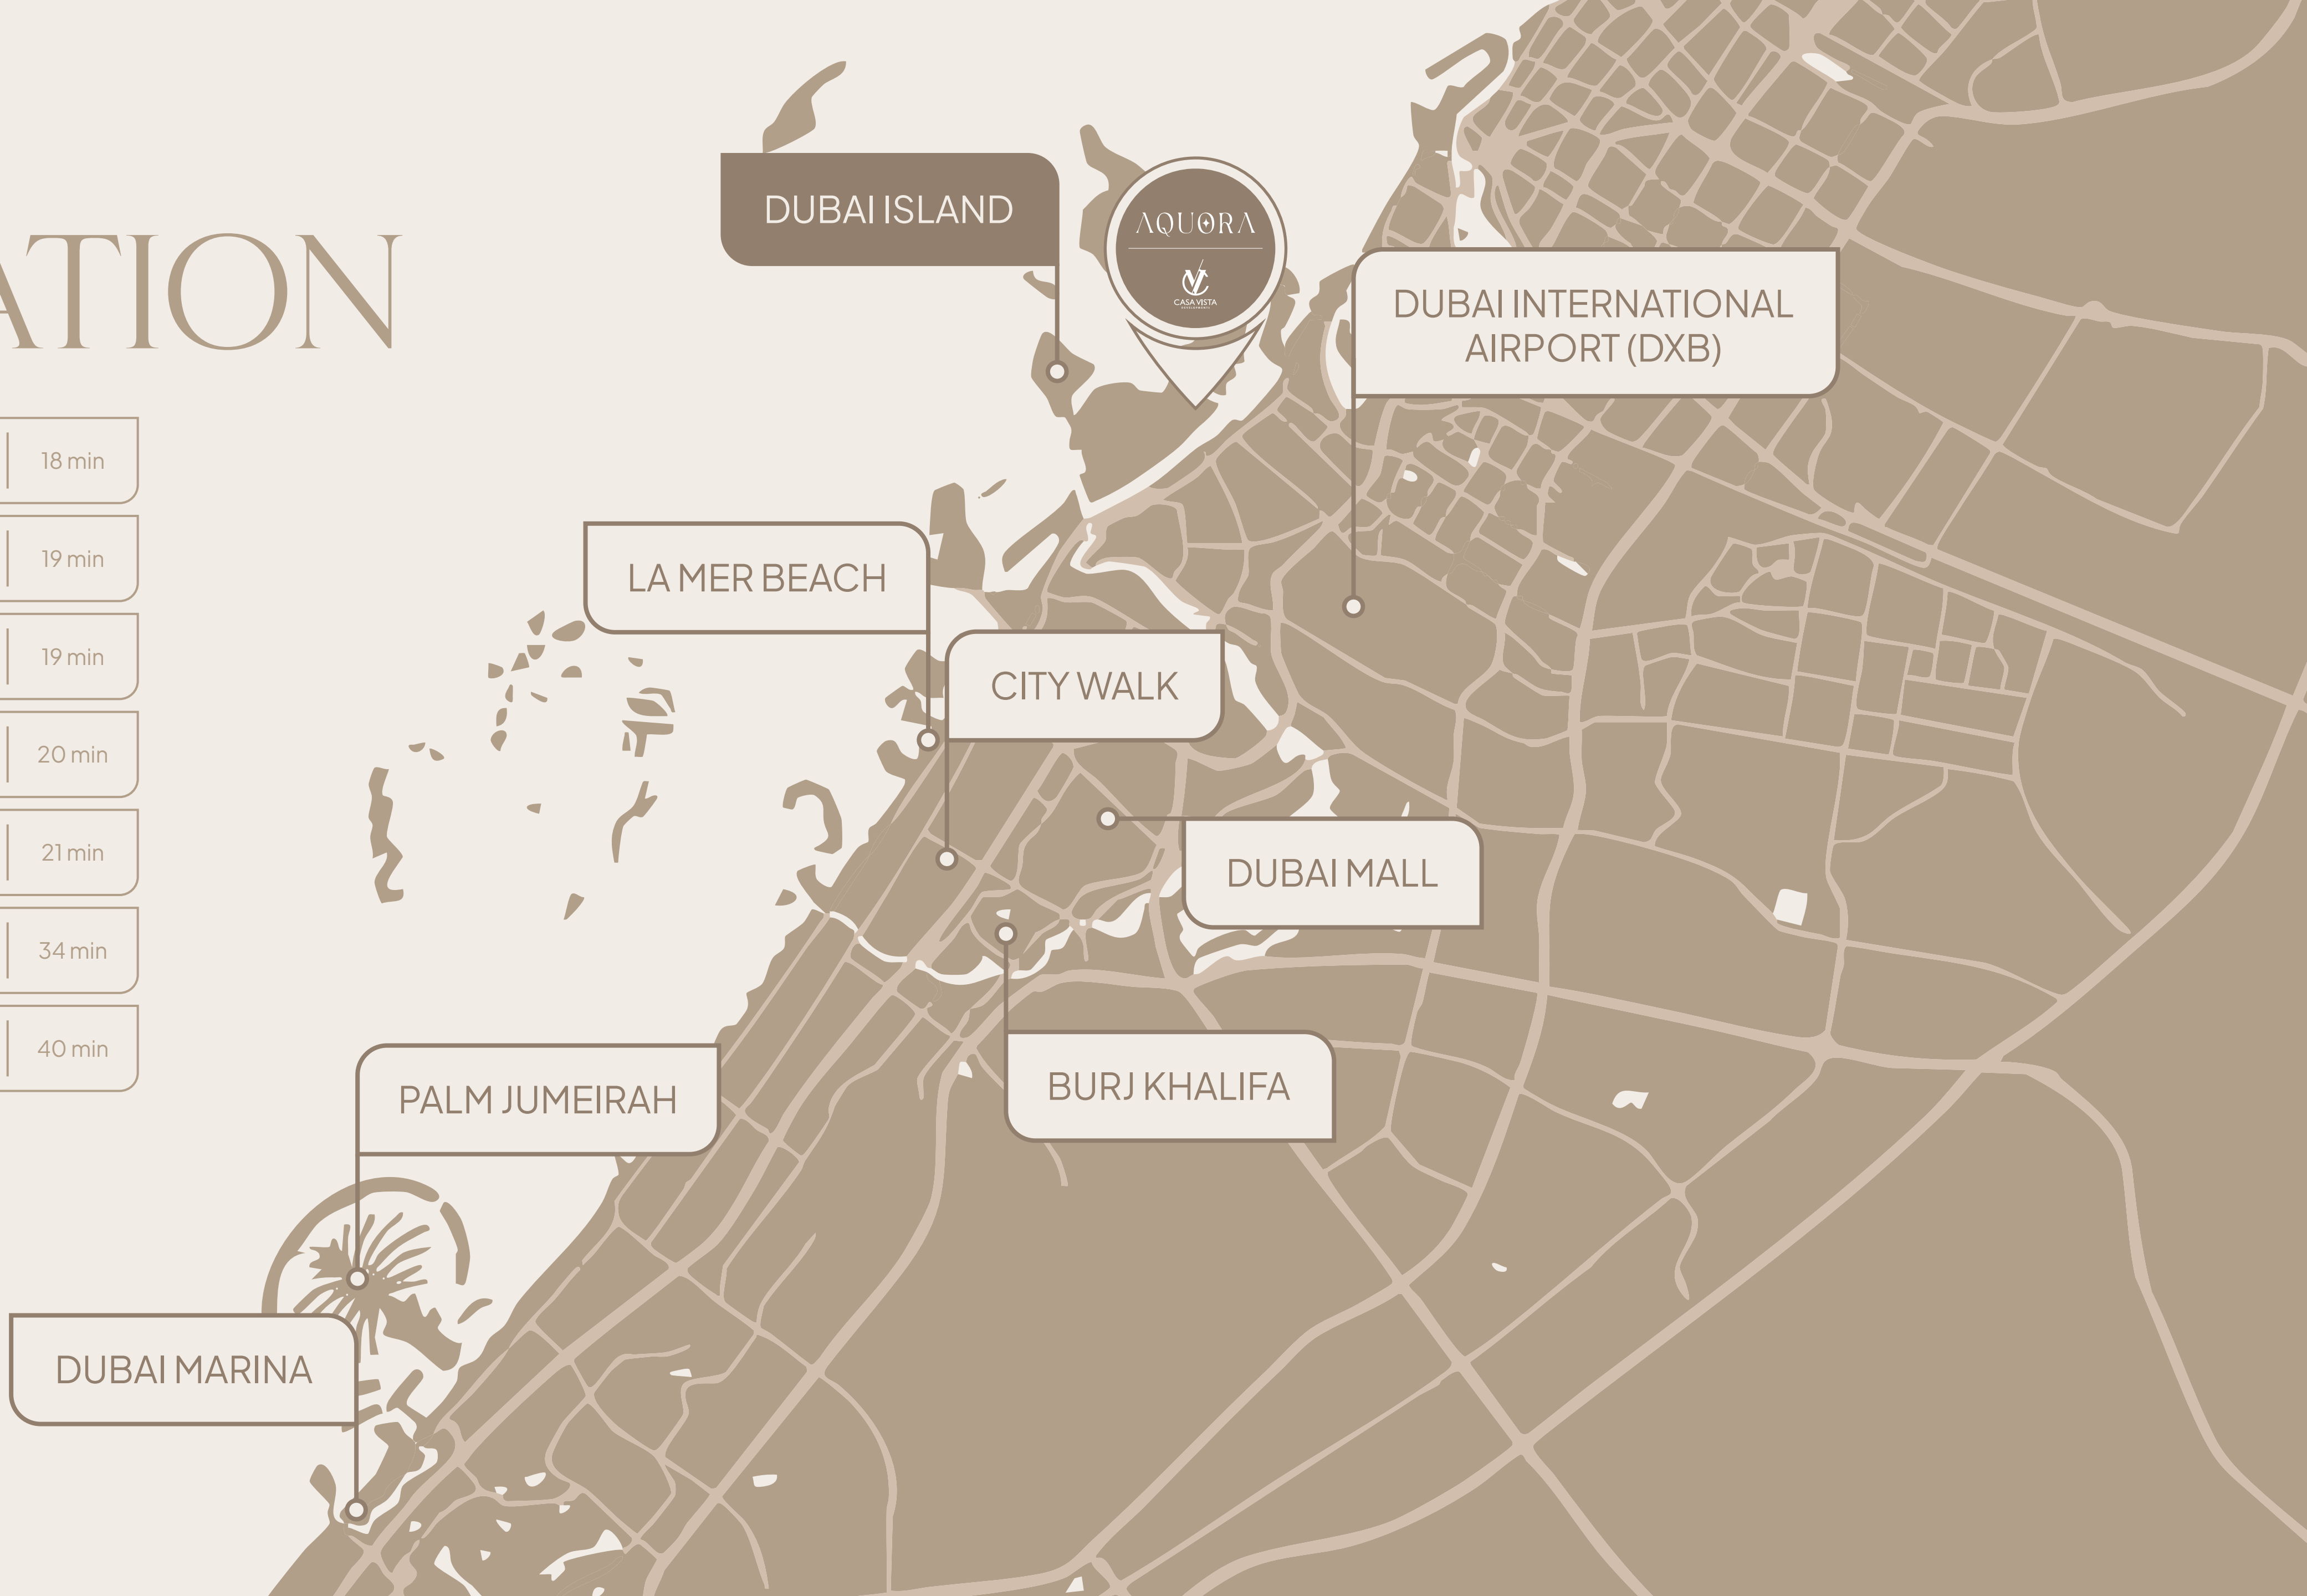 ATION
18 min
19 min
19 min
20 min
21 min
34 min
40 min
DUBAI ISLAND
AQUORA
CASA VISTA
DUBAI INTERNATIONAL
AIRPORT (DXB)
LA MER BEACH
CITY WALK
DUBAI MALL
BURJ KHALIFA
PALM JUMEIRAH
DUBAI MARINA